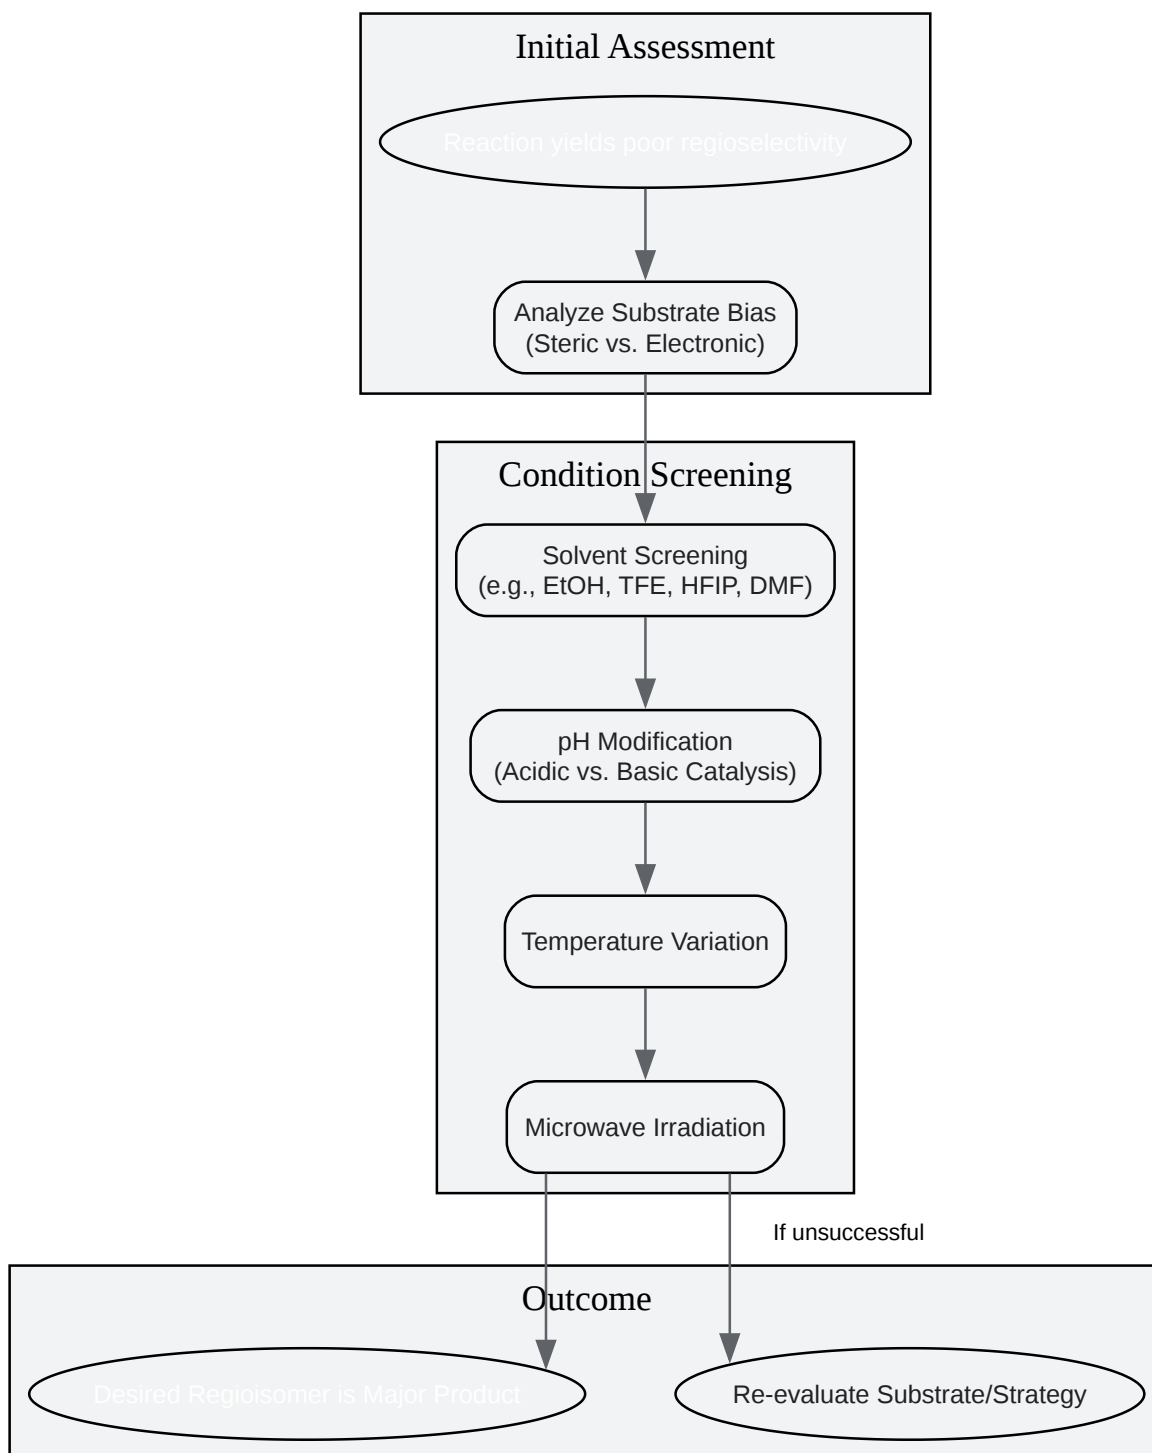 Initial Assessment
Reaction yields poor regioselectivity
Analyze Substrate Bias
(Steric vs. Electronic)
Condition Screening
Solvent Screening
(e.g., EtOH, TFE, HFIP, DMF)
pH Modification
(Acidic vs. Basic Catalysis)
Temperature Variation
Microwave Irradiation
If unsuccessful
Outcome
Desired Regioisomer is Major Product
Re-evaluate Substrate/Strategy